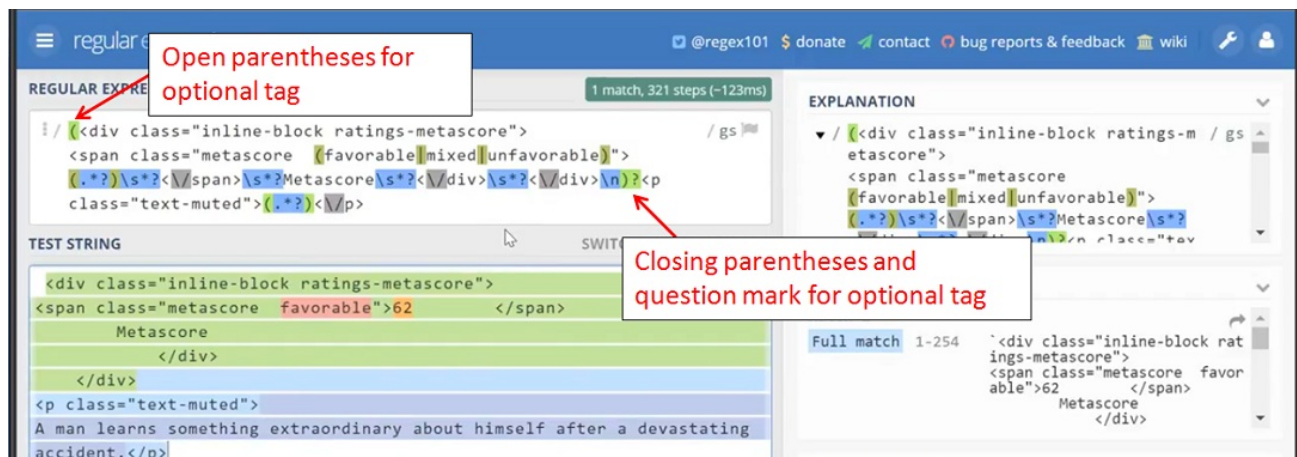 regular e
@regex101 $ donate contact bug reports & feedback wiki
Open parentheses for
optional tag
REGULAR EXPRE
1 match, 321 steps (~123ms)
/ (<div class="inline-block ratings-metascore"> / gs
<span class="metascore  (favorable|mixed|unfavorable)">
(.*?)\s*?<\/span>\s*?Metascore\s*?<\/div>\s*?<\/div>\n)?<p
class="text-muted">(.*?)<\/p>
EXPLANATION
/ (<div class="inline-block ratings-m / gs
etascore">
<span class="metascore
(favorable|mixed|unfavorable)">
(.*?)\s*?<\/span>\s*?Metascore\s*?
TEST STRING
SWIT
Closing parentheses and
question mark for optional tag
<div class="inline-block ratings-metascore">
<span class="metascore  favorable">62        </span>
Metascore
</div>
</div>
<p class="text-muted">
A man learns something extraordinary about himself after a devastating
accident.</p>
Full match 1-254 `<div class="inline-block rat
ings-metascore">
<span class="metascore  favor
able">62        </span>
Metascore
</div>